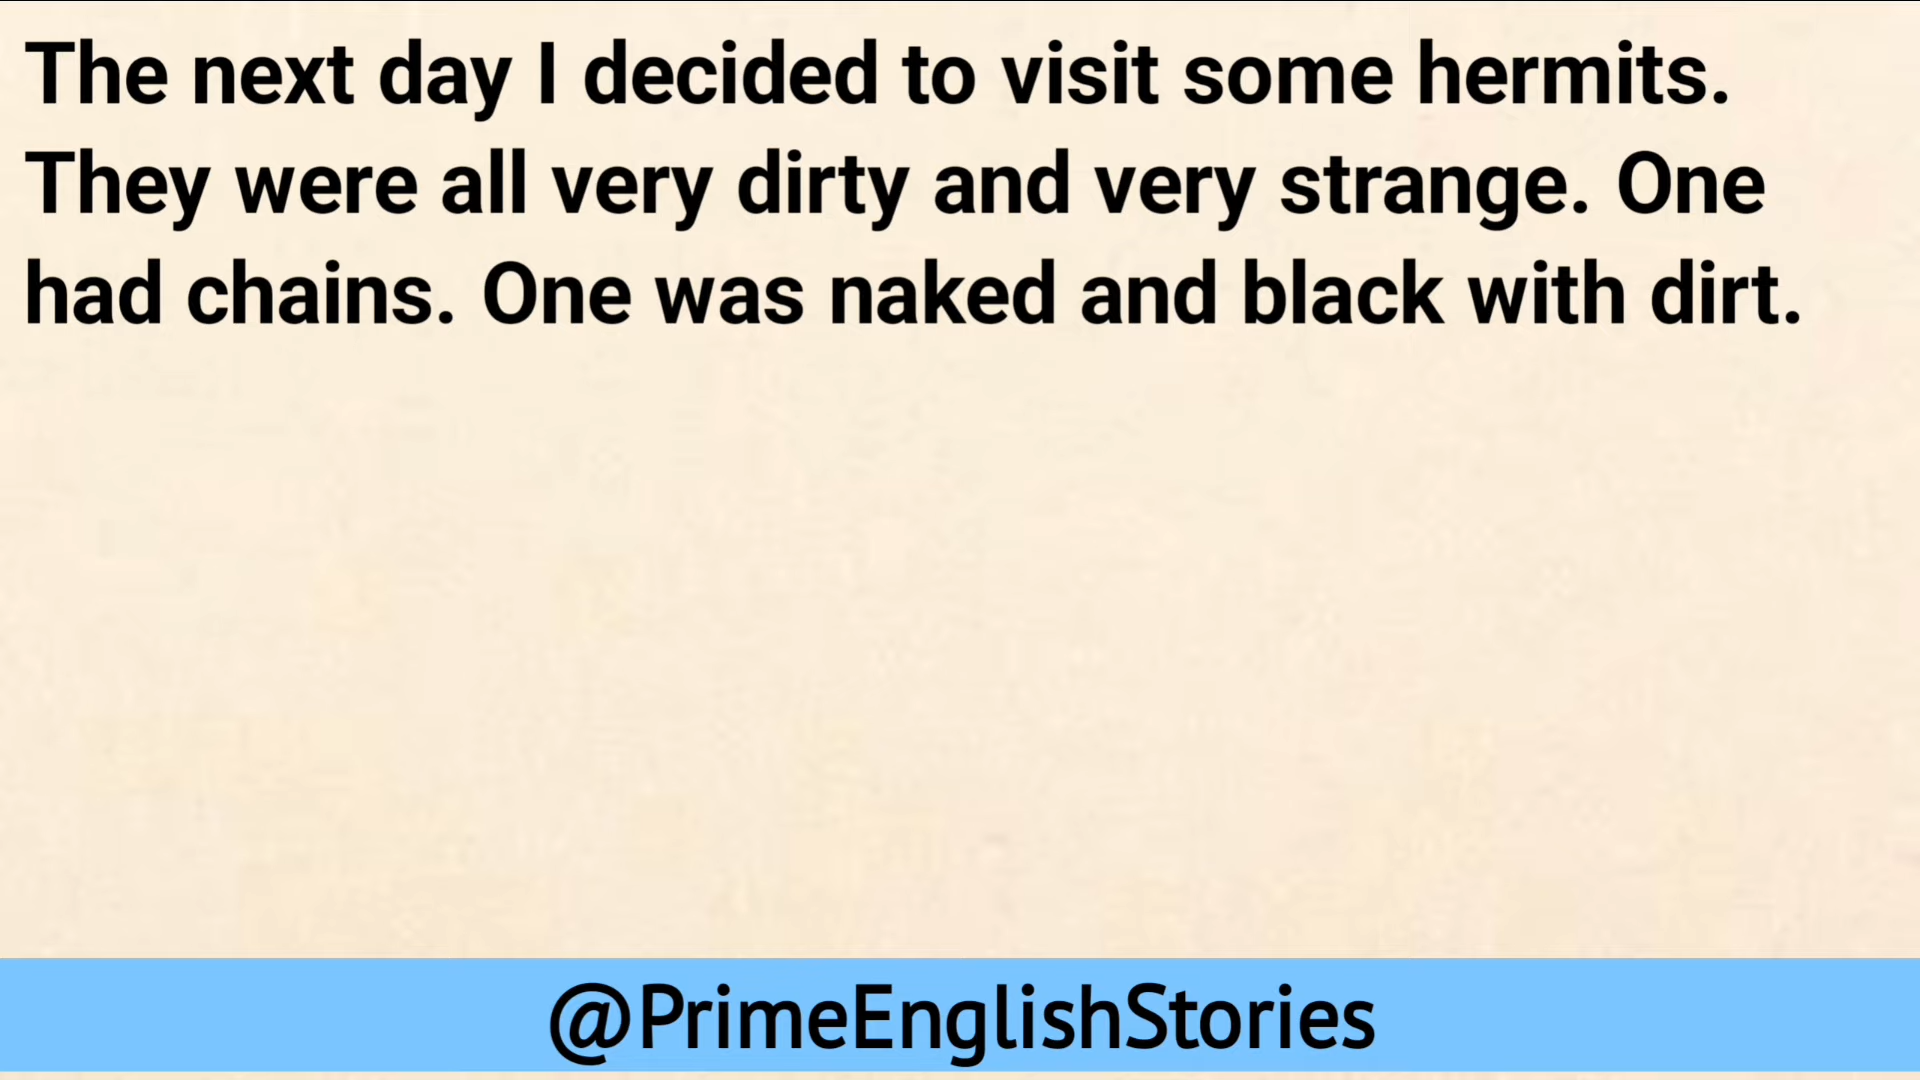 The next day I decided to visit some hermits.
They were all very dirty and very strange. One
had chains. One was naked and black with dirt.
@PrimeEnglishStories